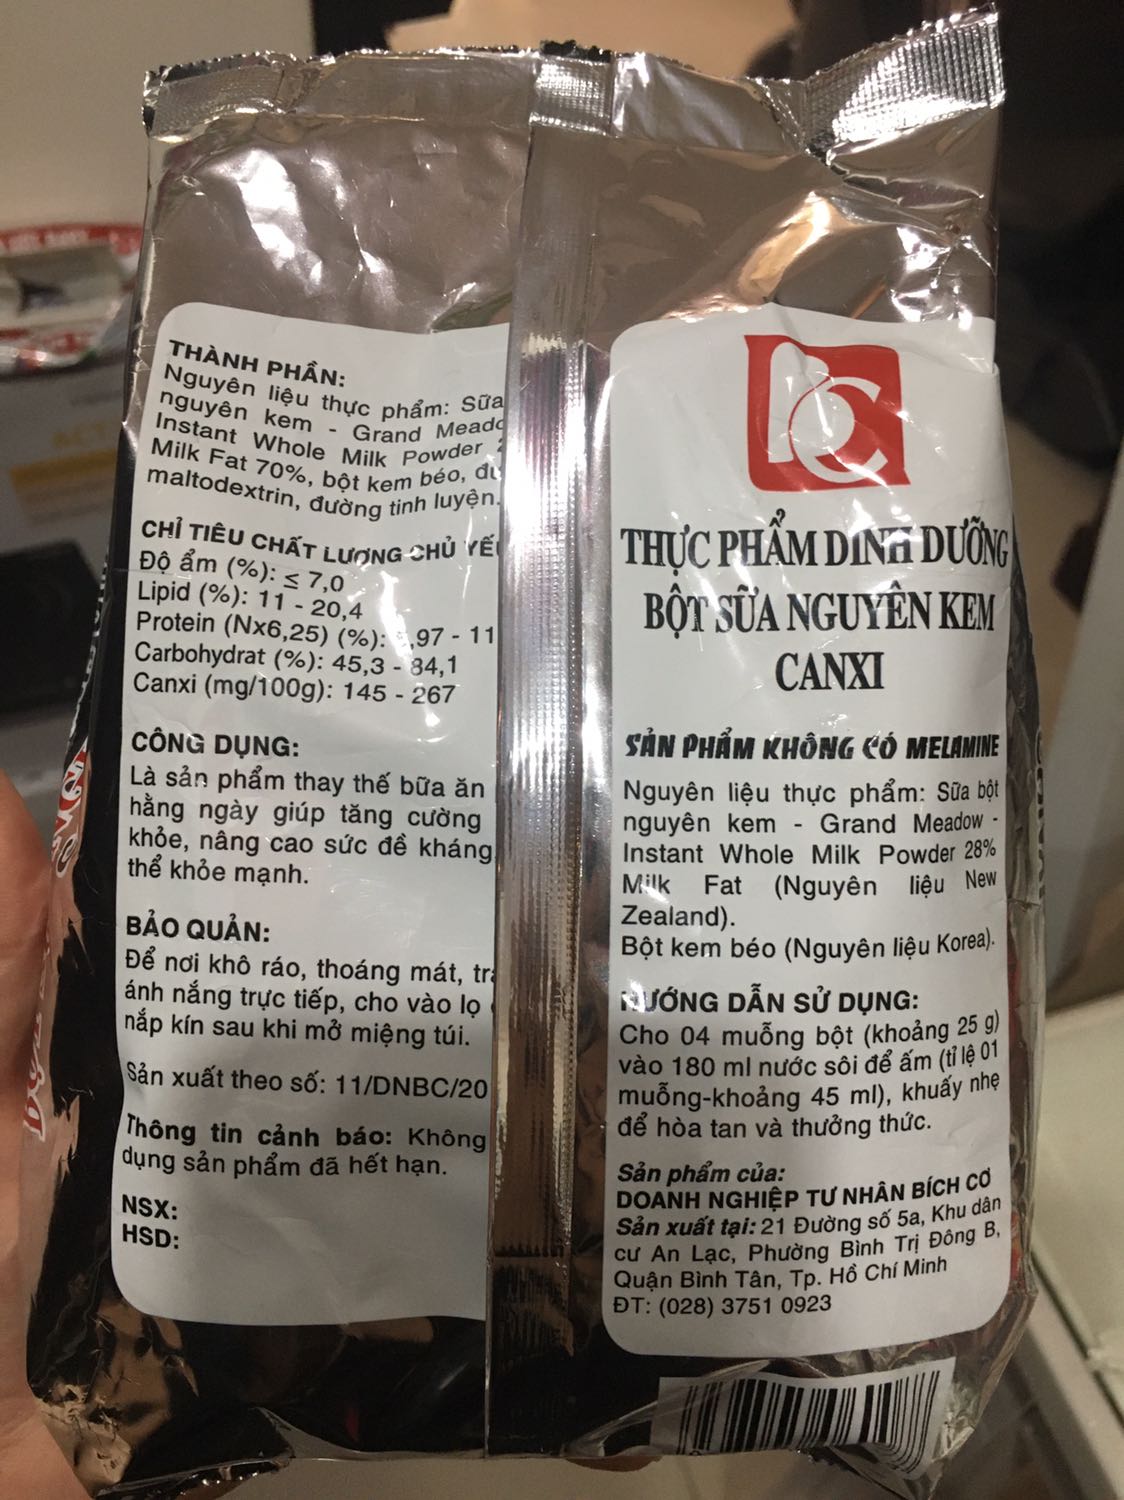 THÀNH PHẦN:
Nguyên liệu thực phẩm: Sữa
nguyên kem - Grand
Instant Whole Milk Powder
Milk Fat 70%, bột kem béo,
maltodextrin, đường tinh luyện.
CHỈ TIÊU CHẤT LƯỢNG CHỦ
Độ ẩm (%): ≤ 7,0
Lipid (%): 11 - 20,4
Protein (Nx6,25) (%): ,97 - 11
Carbohydrat (%): 45,3 - 84,1
Canxi (mg/100g): 145 - 267
CÔNG DỤNG:
Là sản phẩm thay thế bữa ăn
hằng ngày giúp tăng cường
khỏe, nâng cao sức đề kháng
thể khỏe mạnh.
BẢO QUẢN:
Để nơi khô ráo, thoáng mát,
ánh nắng trực tiếp, cho vào lọ
nắp kín sau khi mở miệng túi.
Sản xuất theo số: 11/DNBC/20
Thông tin cảnh báo: Không
dụng sản phẩm đã hết hạn.
NSX:
HSD:
THỰC PHẨM DINH DƯỠNG
BỘT SỮA NGUYÊN KEM
CANXI
SẢN PHẨM KHÔNG CÓ MELAMINE
Nguyên liệu thực phẩm: Sữa bột
nguyên kem - Grand Meadow -
Instant Whole Milk Powder 28%
Milk Fat (Nguyên liệu New
Zealand).
Bột kem béo (Nguyên liệu Korea).
HƯỚNG DẪN SỬ DỤNG:
Cho 04 muỗng bột (khoảng 25 g)
vào 180 ml nước sôi để ấm (tỉ lệ 01
muỗng-khoảng 45 ml), khuấy nhẹ
để hòa tan và thưởng thức.
Sản phẩm của:
DOANH NGHIỆP TƯ NHÂN BÍCH CƠ
Sản xuất tại: 21 Đường số 5a, Khu dân
cư An Lạc, Phường Bình Trị Đông B,
Quận Bình Tân, Tp. Hồ Chí Minh
ĐT: (028) 3751 0923